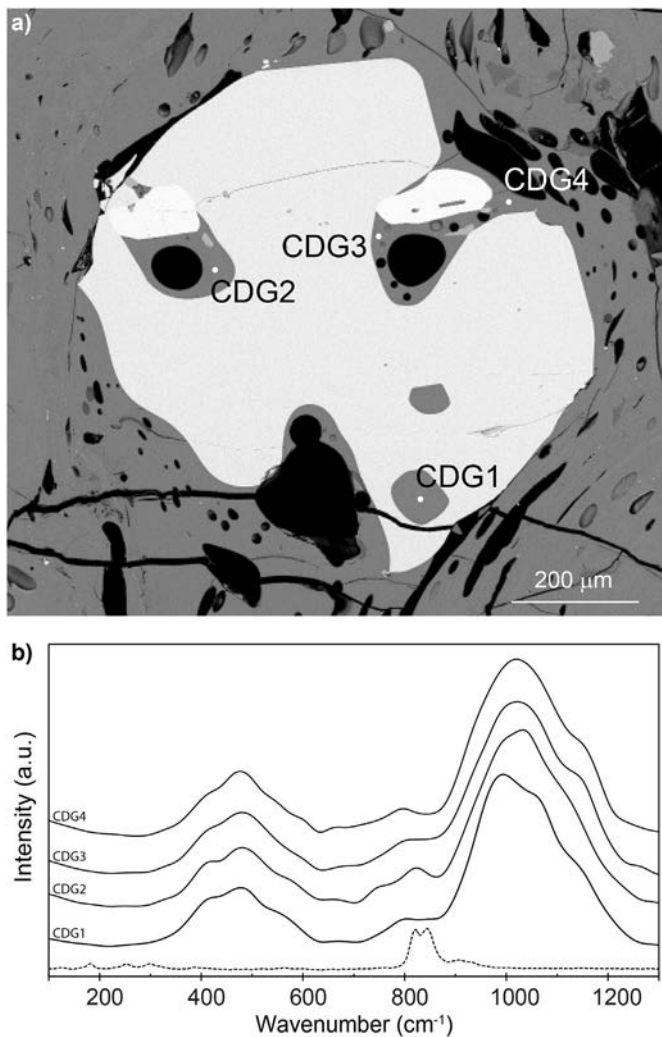 a)
CDG4
CDG3
CDG2
CDG1
200 µm
b)
Intensity (a.u.)
CDG4
CDG3
CDG2
CDG1
200 400 600 800 1000 1200
Wavenumber (cm⁻¹)